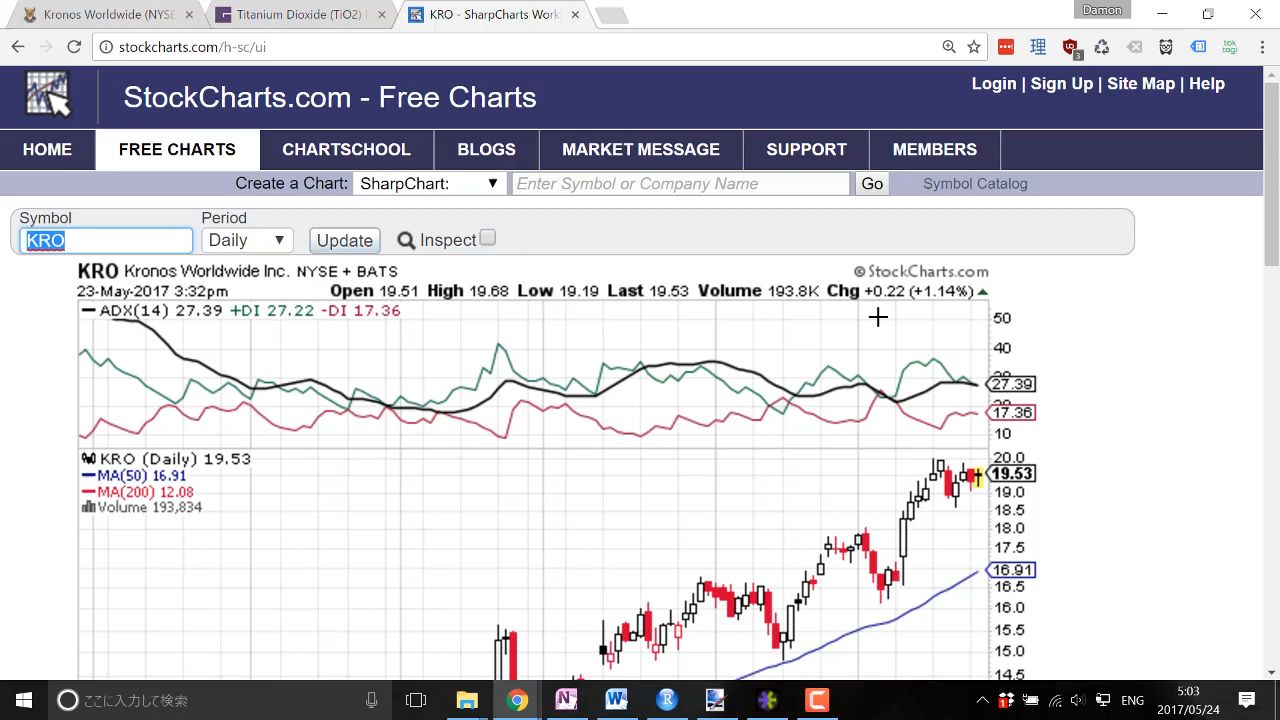 Kronos Worldwide (NYSE
Titanium Dioxide (TiO2)
KRO - SharpCharts Work
Damon
stockcharts.com/h-sc/ui
理
3
tok
togi
StockCharts.com - Free Charts
Login | Sign Up | Site Map | Help
HOME
FREE CHARTS
CHARTSCHOOL
BLOGS
MARKET MESSAGE
SUPPORT
MEMBERS
Create a Chart:
SharpChart:
Enter Symbol or Company Name
Go
Symbol Catalog
Symbol
Period
KRO
Daily
Update
Inspect
KRO Kronos Worldwide Inc. NYSE + BATS
© StockCharts.com
23-May-2017 3:32pm
Open 19.51 High 19.68 Low 19.19 Last 19.53 Volume 193.8K Chg +0.22 (+1.14%)
ADX(14) 27.39 +DI 27.22 -DI 17.36
50
40
27.39
17.36
10
KRO (Daily) 19.53
MA(50) 16.91
MA(200) 12.08
Volume 193,834
20.0
19.53
19.0
18.5
18.0
17.5
16.91
16.5
16.0
15.5
15.0
14.5
ここに入力して検索
1
ENG
5:03
2017/05/24